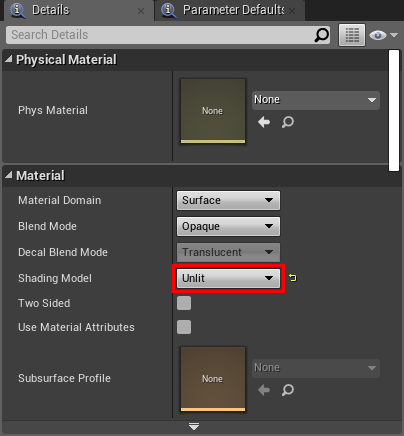 Details
Parameter Defaults
Search Details
Physical Material
Phys Material
None
None
Material
Material Domain
Surface
Blend Mode
Opaque
Decal Blend Mode
Translucent
Shading Model
Unlit
Two Sided
Use Material Attributes
Subsurface Profile
None
None